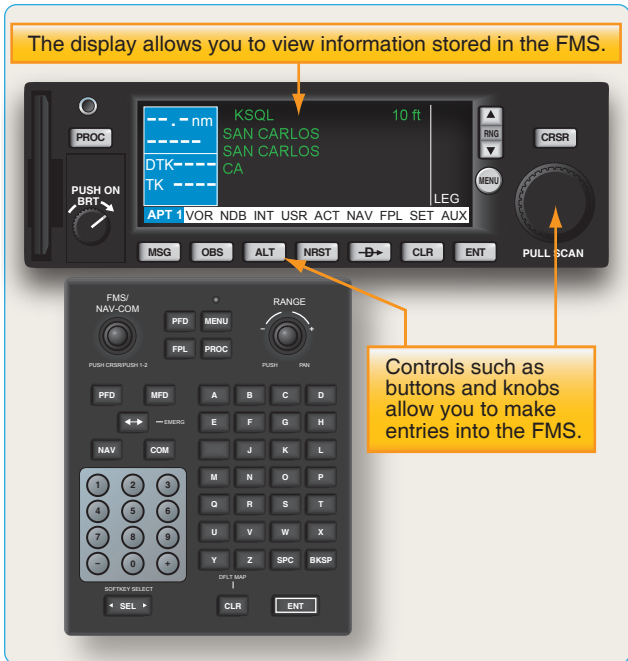 The display allows you to view information stored in the FMS.
PROC
PUSH ON
BRT
--.-nm
-----
DTK----
TK ----
KSQL 10 ft
SAN CARLOS
SAN CARLOS
CA
LEG
APT 1 VOR NDB INT USR ACT NAV FPL SET AUX
RNG
MENU
CRSR
PULL SCAN
MSG OBS ALT NRST D CLR ENT
Controls such as
buttons and knobs
allow you to make
entries into the FMS.
FMS/
NAV-COM
PUSH CRSR/PUSH 1-2
PFD MENU
FPL PROC
RANGE
- +
PUSH PAN
PFD MFD
EMERG
NAV COM
A B C D
E F G H
J K L
M N O P
Q R S T
U V W X
Y Z SPC BKSP
1 2 3
4 5 6
7 8 9
- 0 +
SOFTKEY SELECT
SEL
DFLT MAP
CLR ENT